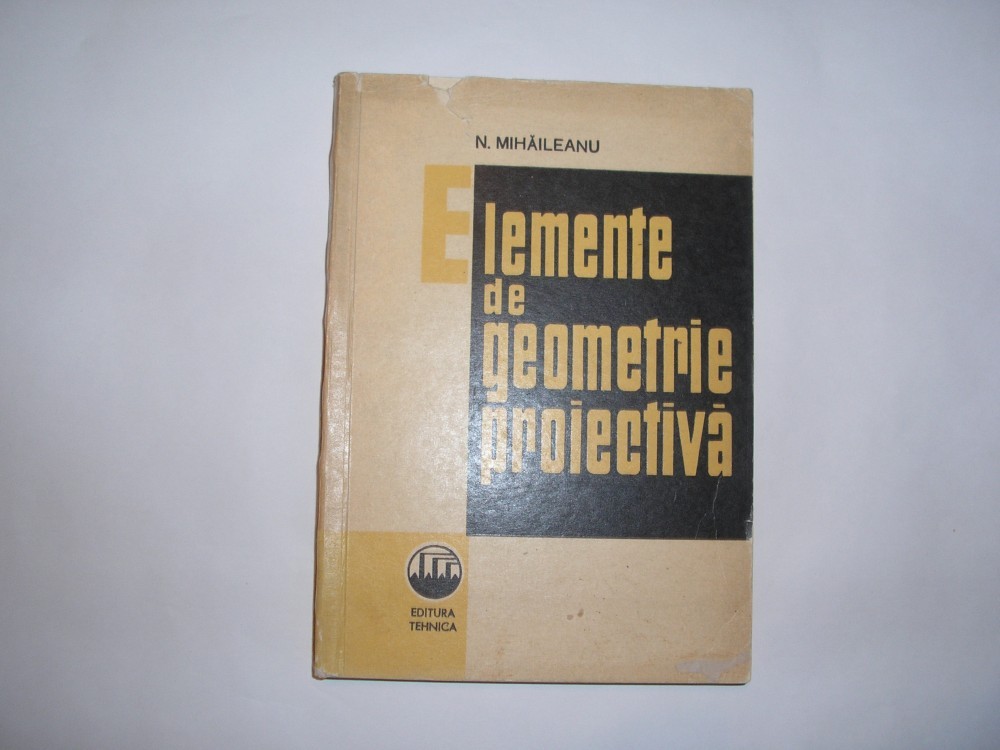 N. MIHĂILEANU
Elemente
de
geometrie
proiectivă
EDITURA
TEHNICA